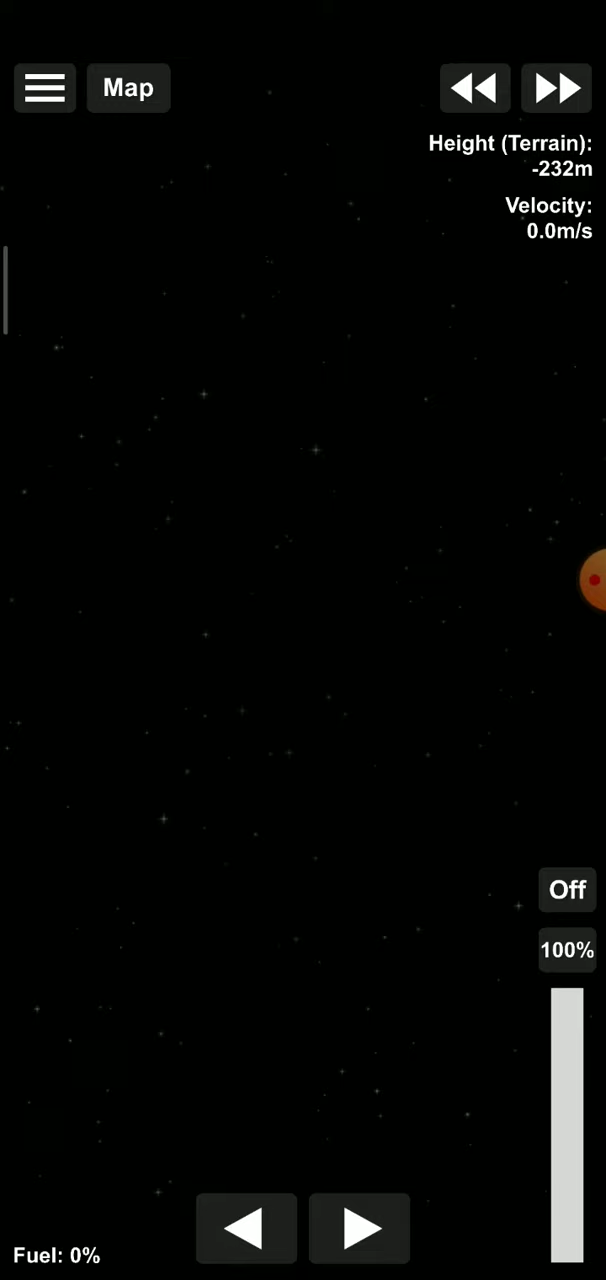 Map
Height (Terrain):
-232m
Velocity:
0.0m/s
Off
100%
Fuel: 0%